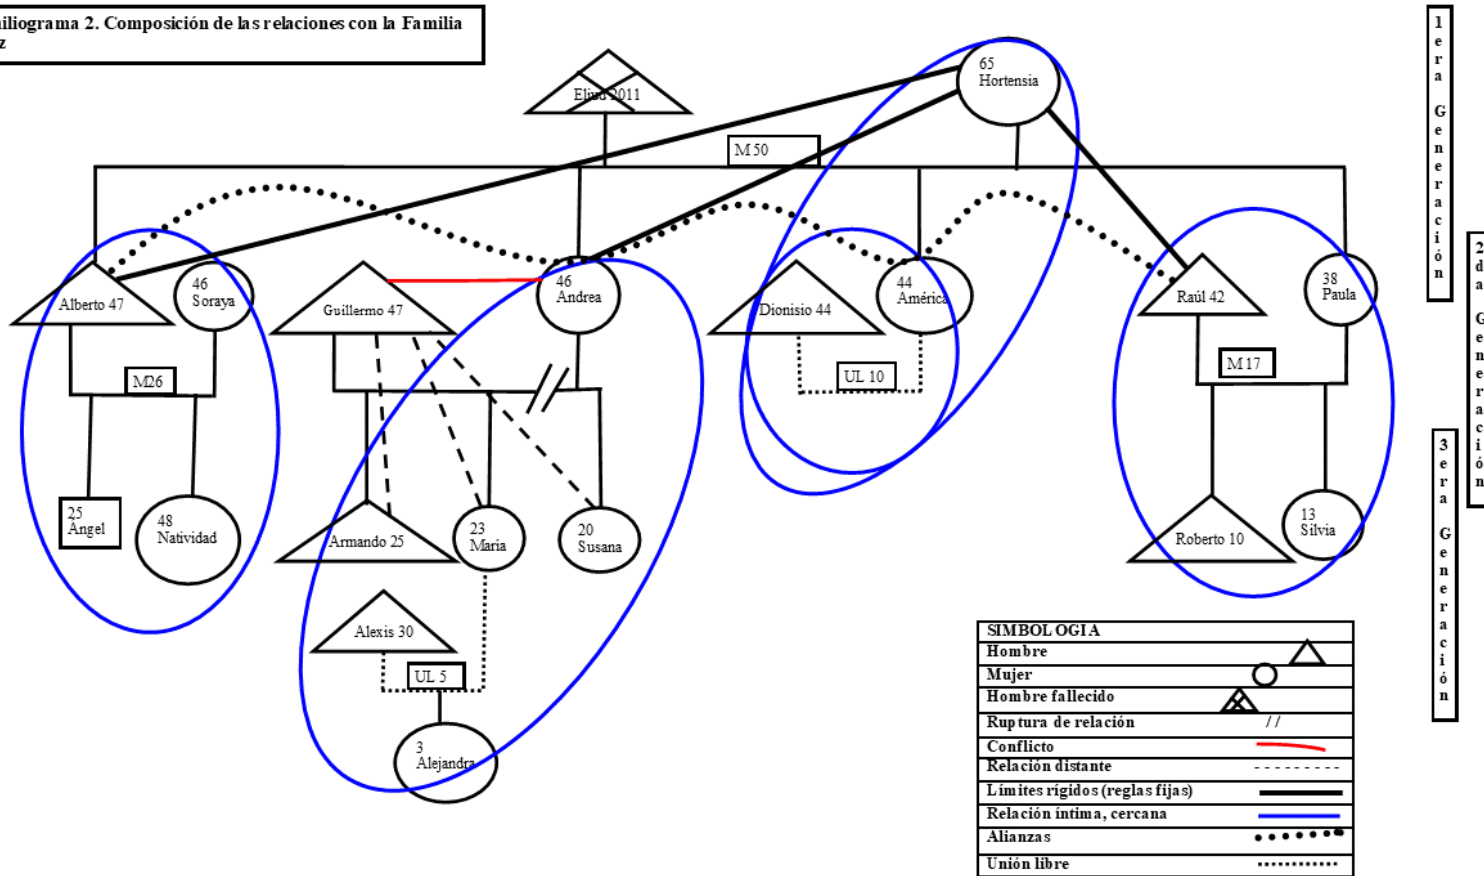 iliograma 2. Composición de las relaciones con la Familia
z
65
Hortensia
2011
M 50
Alberto 47
46
Soraya
Guillermo 47
46
Andrea
Dionisio 44
44
América
Raúl 42
38
Paula
M26
UL 10
M 17
25
Angel
48
Natividad
Armando 25
23
Maria
20
Susana
Roberto 10
13
Silvia
Alexis 30
UL 5
3
Alejandra
SIMBOLOGIA
Hombre
Mujer
Hombre fallecido
Ruptura de relación //
Conflicto
Relación distante
Límites rígidos (reglas fijas)
Relación íntima, cercana
Alianzas
Unión libre
1era Generación
2da Generación
3era Generación